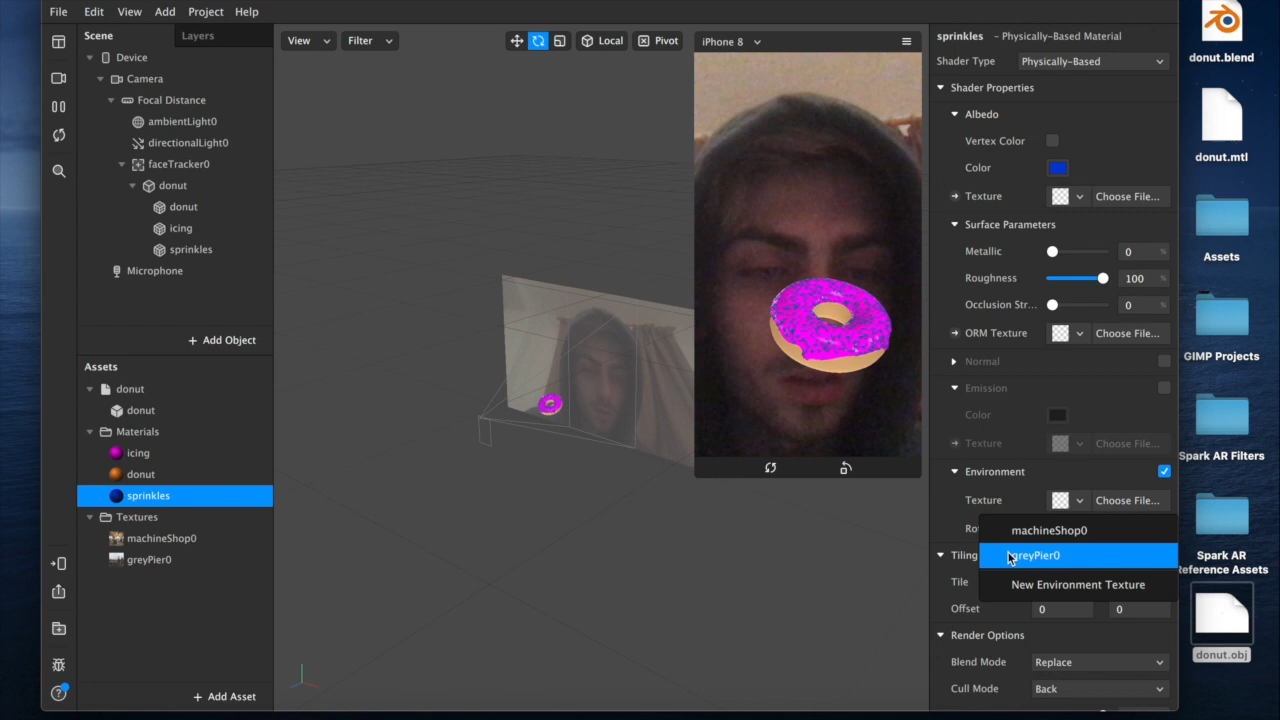 File Edit View Add Project Help
Scene Layers
Device
Camera
Focal Distance
ambientLight0
directionalLight0
faceTracker0
donut
donut
icing
sprinkles
Microphone
+ Add Object
Assets
donut
donut
Materials
icing
donut
sprinkles
Textures
machineShop0
greyPier0
+ Add Asset
View Filter Local Pivot
iPhone 8
sprinkles - Physically-Based Material
Shader Type Physically-Based
Shader Properties
Albedo
Vertex Color
Color
Texture Choose File...
Surface Parameters
Metallic 0 %
Roughness 100 %
Occlusion Str... 0 %
ORM Texture Choose File...
Normal
Emission
Color
Texture Choose File...
Environment
Texture Choose File...
machineShop0
greyPier0
New Environment Texture
Tiling
Tile
Offset 0 0
Render Options
Blend Mode Replace
Cull Mode Back
donut.blend
donut.mtl
Assets
GIMP Projects
Spark AR Filters
Spark AR
Reference Assets
donut.obj